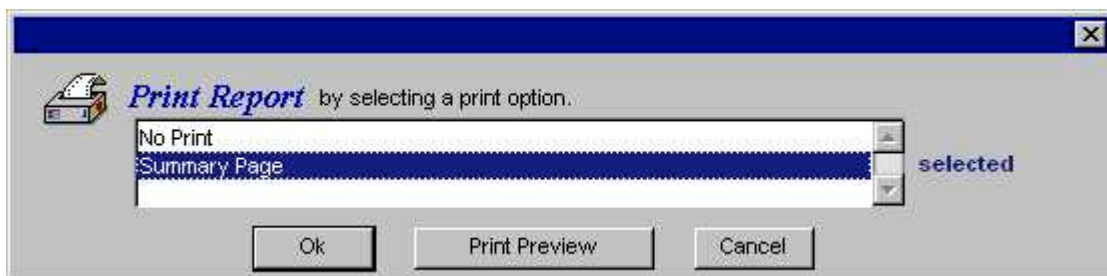 Print Report by selecting a print option.
No Print
Summary Page
selected
Ok Print Preview Cancel